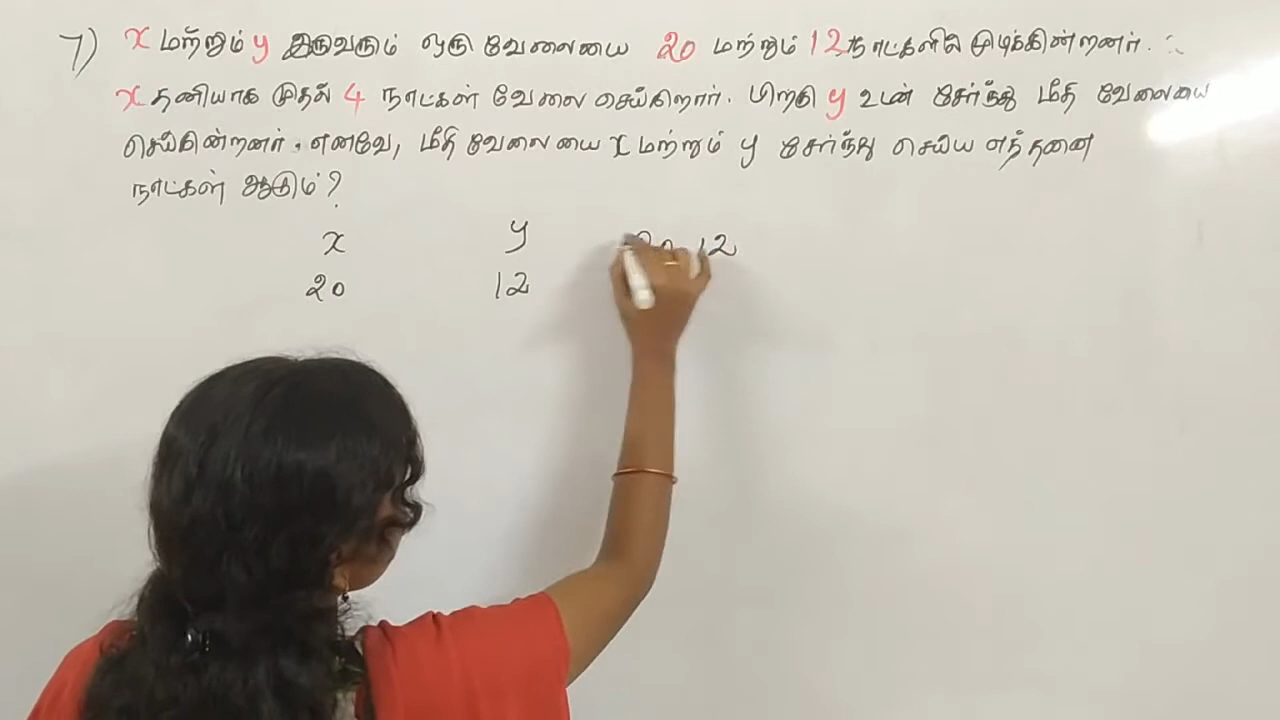 7) x மற்றும் y இருவரும் ஒரு வேலையை 20 மற்றும் 12 நாட்களில் முடிக்கின்றனர்.
x தனியாக முதல் 4 நாட்கள் வேலை செய்கிறார். பிறகு y உடன் சேர்ந்து மீதி வேலையை
செய்கின்றனர். எனவே, மீதி வேலையை x மற்றும் y சேர்ந்து செய்ய எத்தனை
நாட்கள் ஆகும்?
x y
20 12
12